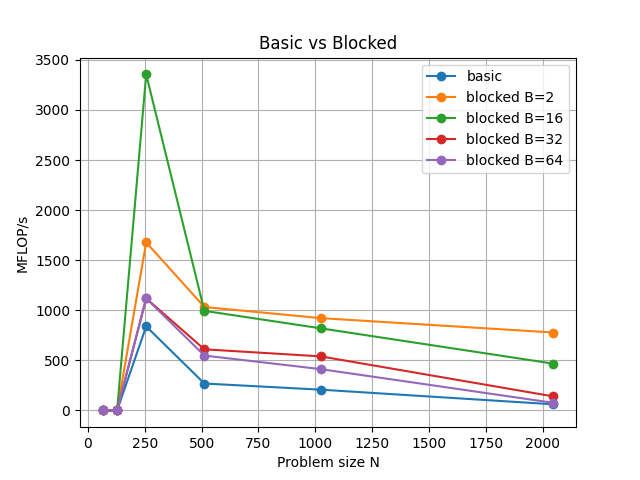 Basic vs Blocked
3500
3000
2500
2000
1500
1000
500
0
MFLOP/s
basic
blocked B=2
blocked B=16
blocked B=32
blocked B=64
0
250
500
750
1000
1250
1500
1750
2000
Problem size N